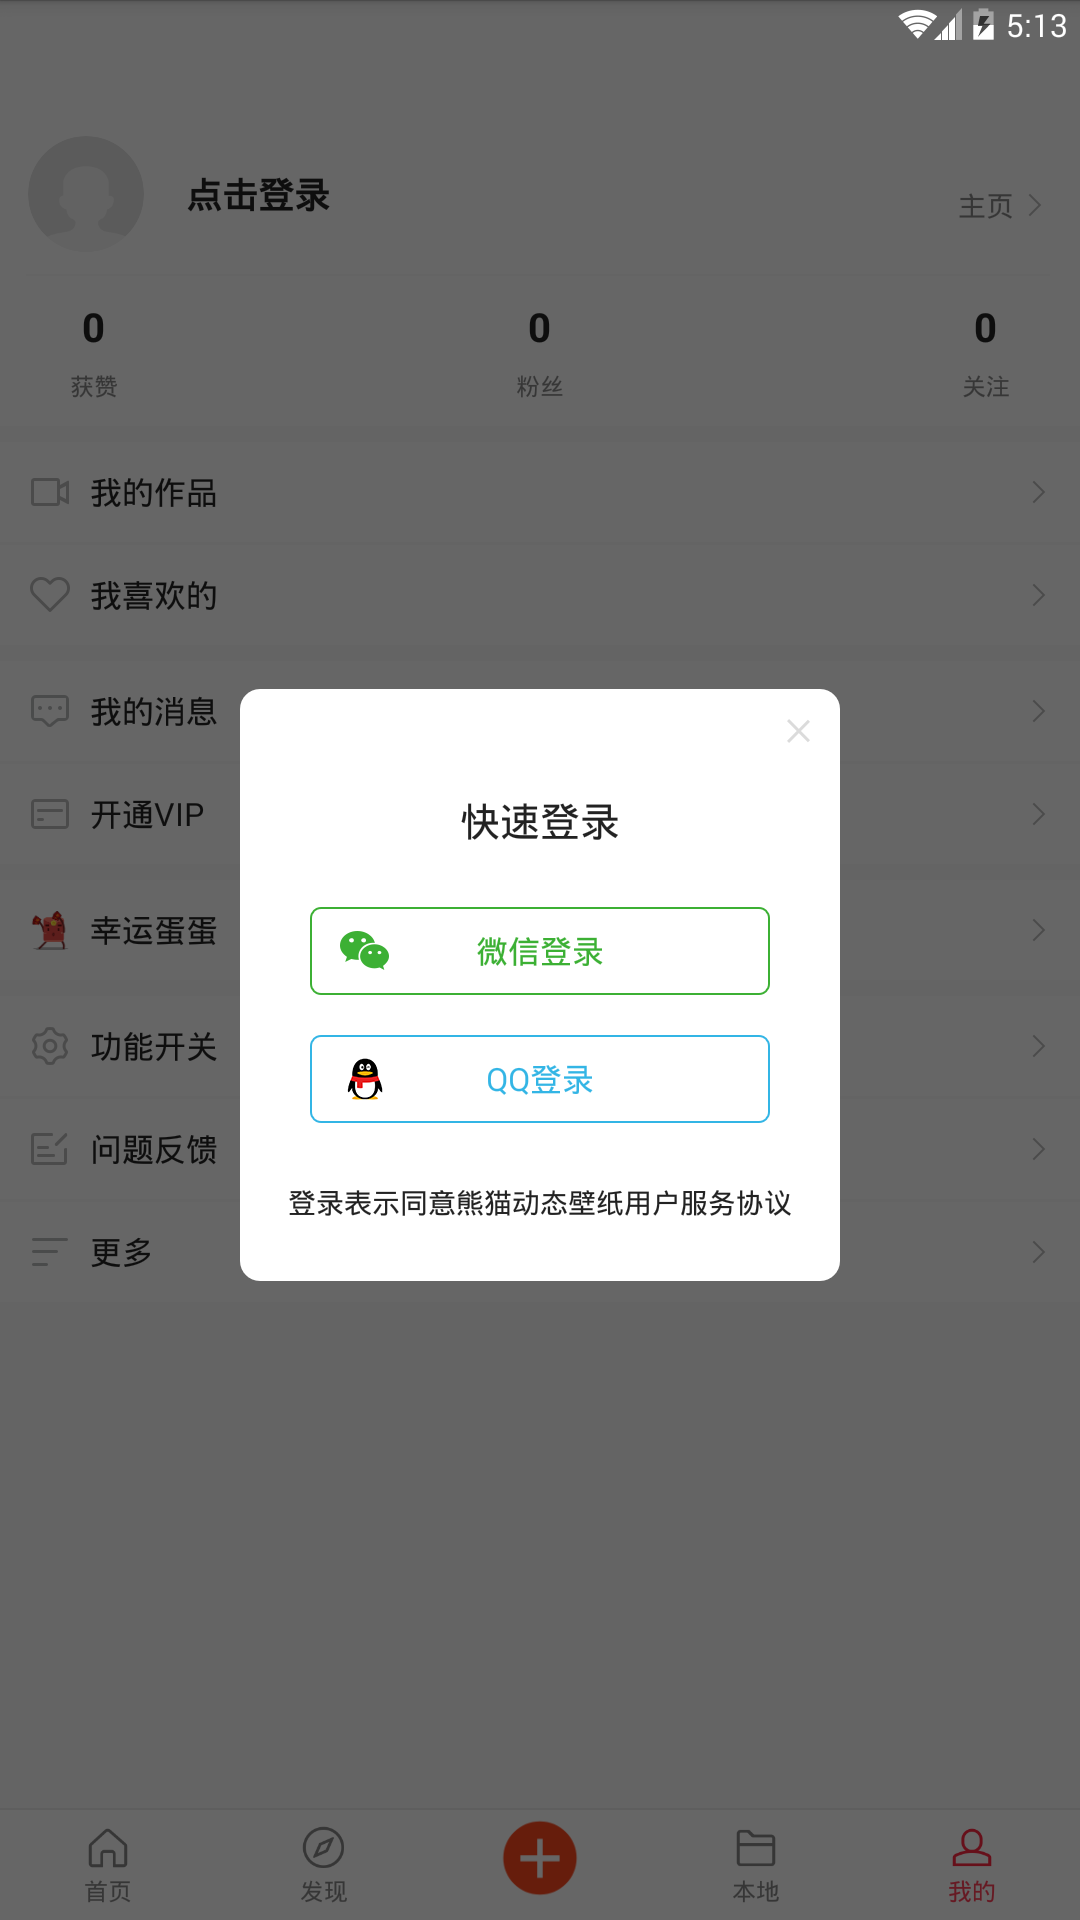 5:13
点击登录
主页
0
0
0
获赞
粉丝
关注
我的作品
我喜欢的
我的消息
开通VIP
幸运蛋蛋
功能开关
问题反馈
更多
快速登录
微信登录
QQ登录
登录表示同意熊猫动态壁纸用户服务协议
首页
发现
本地
我的